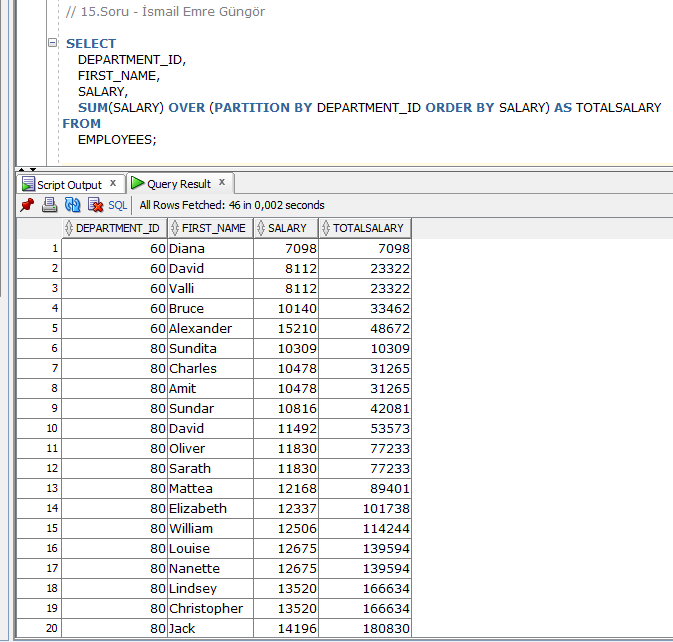 // 15.Soru - İsmail Emre Güngör
SELECT
DEPARTMENT_ID,
FIRST_NAME,
SALARY,
SUM(SALARY) OVER (PARTITION BY DEPARTMENT_ID ORDER BY SALARY) AS TOTALSALARY
FROM
EMPLOYEES;
Script Output x Query Result x
SQL All Rows Fetched: 46 in 0,002 seconds
DEPARTMENT_ID FIRST_NAME SALARY TOTALSALARY
1 60 Diana 7098 7098
2 60 David 8112 23322
3 60 Valli 8112 23322
4 60 Bruce 10140 33462
5 60 Alexander 15210 48672
6 80 Sundita 10309 10309
7 80 Charles 10478 31265
8 80 Amit 10478 31265
9 80 Sundar 10816 42081
10 80 David 11492 53573
11 80 Oliver 11830 77233
12 80 Sarath 11830 77233
13 80 Mattea 12168 89401
14 80 Elizabeth 12337 101738
15 80 William 12506 114244
16 80 Louise 12675 139594
17 80 Nanette 12675 139594
18 80 Lindsey 13520 166634
19 80 Christopher 13520 166634
20 80 Jack 14196 180830